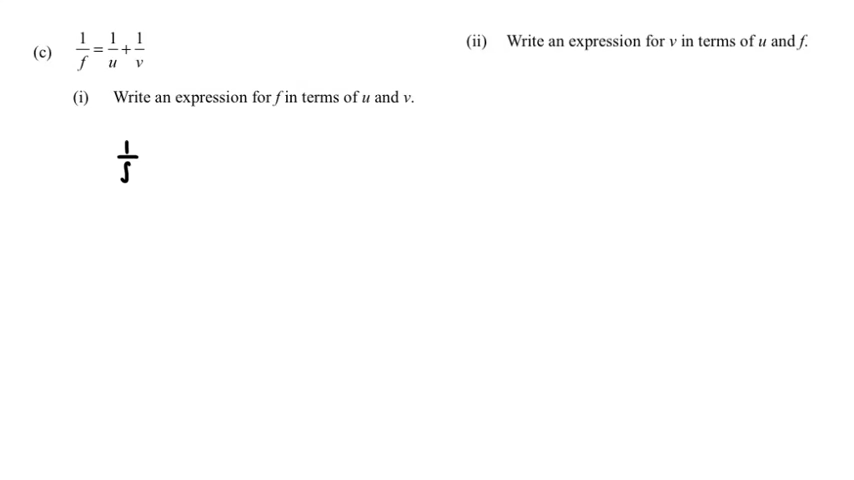 (c) 1/f = 1/u + 1/v
(i) Write an expression for f in terms of u and v.
1/f
(ii) Write an expression for v in terms of u and f.